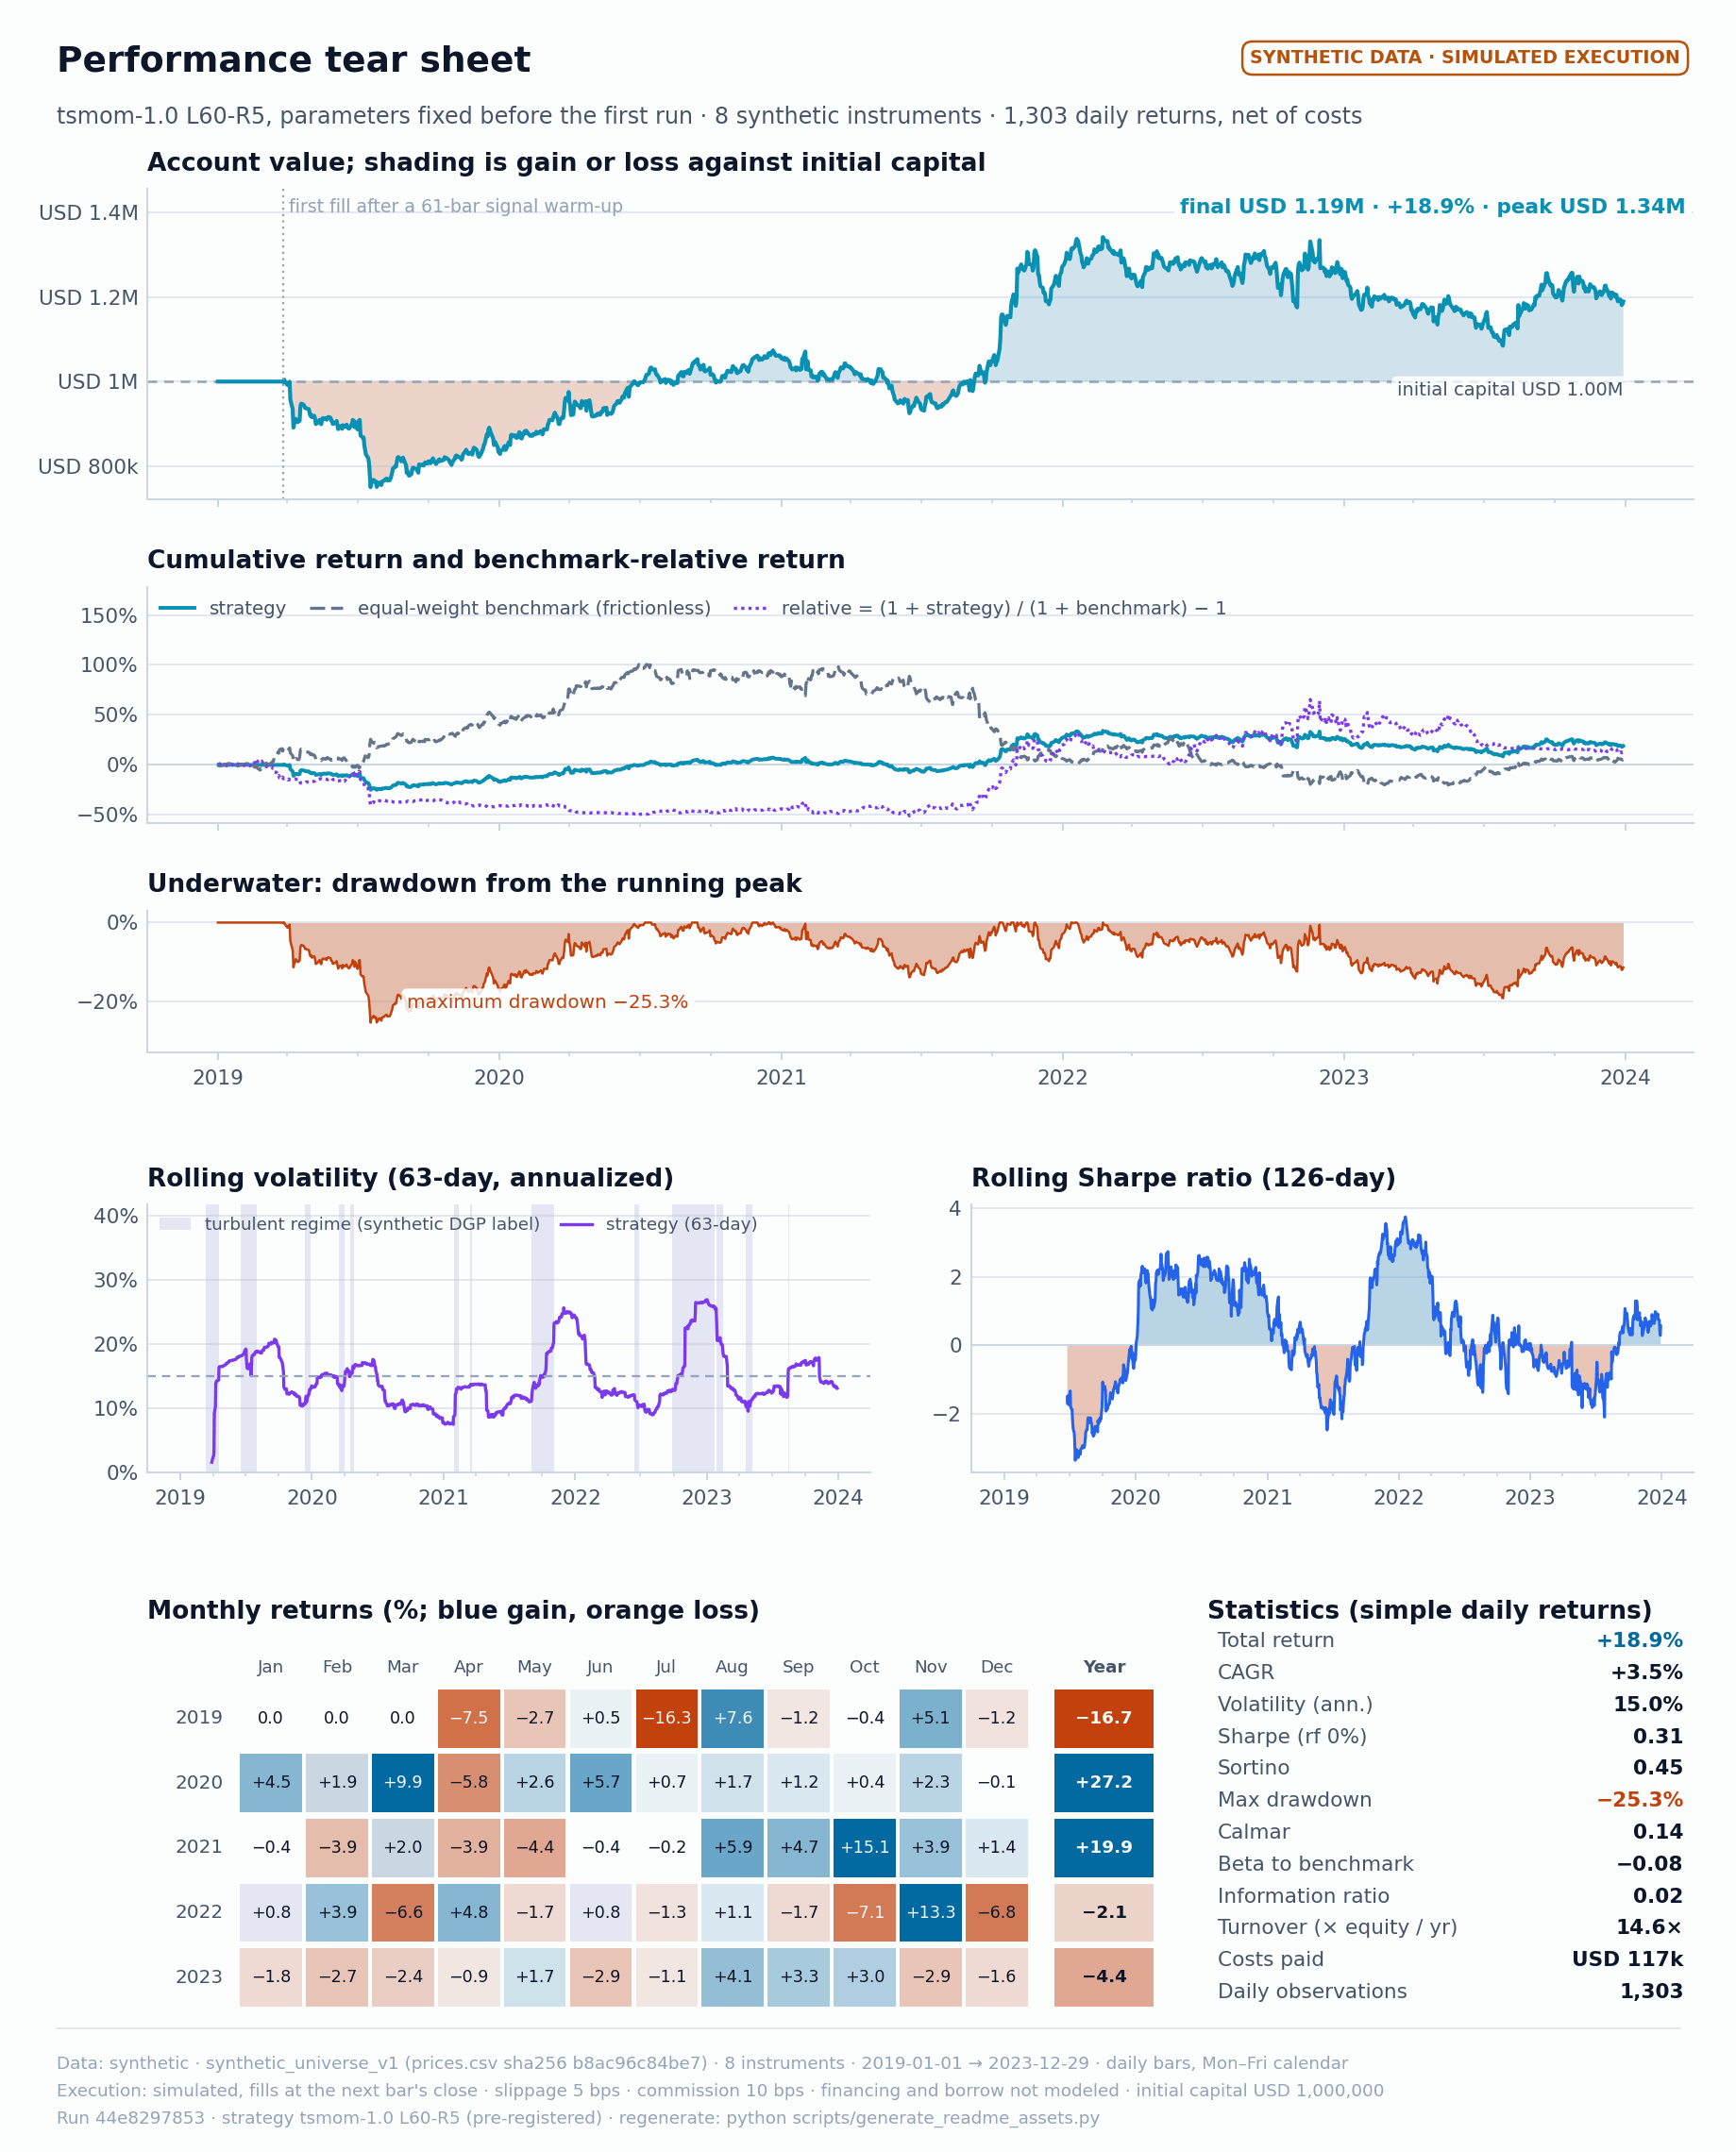 Performance tear sheet
SYNTHETIC DATA · SIMULATED EXECUTION
tsmom-1.0 L60-R5, parameters fixed before the first run · 8 synthetic instruments · 1,303 daily returns, net of costs
Account value; shading is gain or loss against initial capital
first fill after a 61-bar signal warm-up
final USD 1.19M · +18.9% · peak USD 1.34M
USD 1.4M
USD 1.2M
USD 1M
USD 800k
initial capital USD 1.00M
Cumulative return and benchmark-relative return
strategy equal-weight benchmark (frictionless) relative = (1 + strategy) / (1 + benchmark) − 1
150%
100%
50%
0%
−50%
Underwater: drawdown from the running peak
0%
−20%
maximum drawdown −25.3%
2019 2020 2021 2022 2023 2024
Rolling volatility (63-day, annualized)
turbulent regime (synthetic DGP label) strategy (63-day)
40%
30%
20%
10%
0%
2019 2020 2021 2022 2023 2024
Rolling Sharpe ratio (126-day)
4
2
0
−2
2019 2020 2021 2022 2023 2024
Monthly returns (%; blue gain, orange loss)
Jan Feb Mar Apr May Jun Jul Aug Sep Oct Nov Dec Year
2019 0.0 0.0 0.0 −7.5 −2.7 +0.5 −16.3 +7.6 −1.2 −0.4 +5.1 −1.2 −16.7
2020 +4.5 +1.9 +9.9 −5.8 +2.6 +5.7 +0.7 +1.7 +1.2 +0.4 +2.3 −0.1 +27.2
2021 −0.4 −3.9 +2.0 −3.9 −4.4 −0.4 −0.2 +5.9 +4.7 +15.1 +3.9 +1.4 +19.9
2022 +0.8 +3.9 −6.6 +4.8 −1.7 +0.8 −1.3 +1.1 −1.7 −7.1 +13.3 −6.8 −2.1
2023 −1.8 −2.7 −2.4 −0.9 +1.7 −2.9 −1.1 +4.1 +3.3 +3.0 −2.9 −1.6 −4.4
Statistics (simple daily returns)
Total return +18.9%
CAGR +3.5%
Volatility (ann.) 15.0%
Sharpe (rf 0%) 0.31
Sortino 0.45
Max drawdown −25.3%
Calmar 0.14
Beta to benchmark −0.08
Information ratio 0.02
Turnover (× equity / yr) 14.6×
Costs paid USD 117k
Daily observations 1,303
Data: synthetic · synthetic_universe_v1 (prices.csv sha256 b8ac96c84be7) · 8 instruments · 2019-01-01 → 2023-12-29 · daily bars, Mon–Fri calendar
Execution: simulated, fills at the next bar's close · slippage 5 bps · commission 10 bps · financing and borrow not modeled · initial capital USD 1,000,000
Run 44e8297853 · strategy tsmom-1.0 L60-R5 (pre-registered) · regenerate: python scripts/generate_readme_assets.py